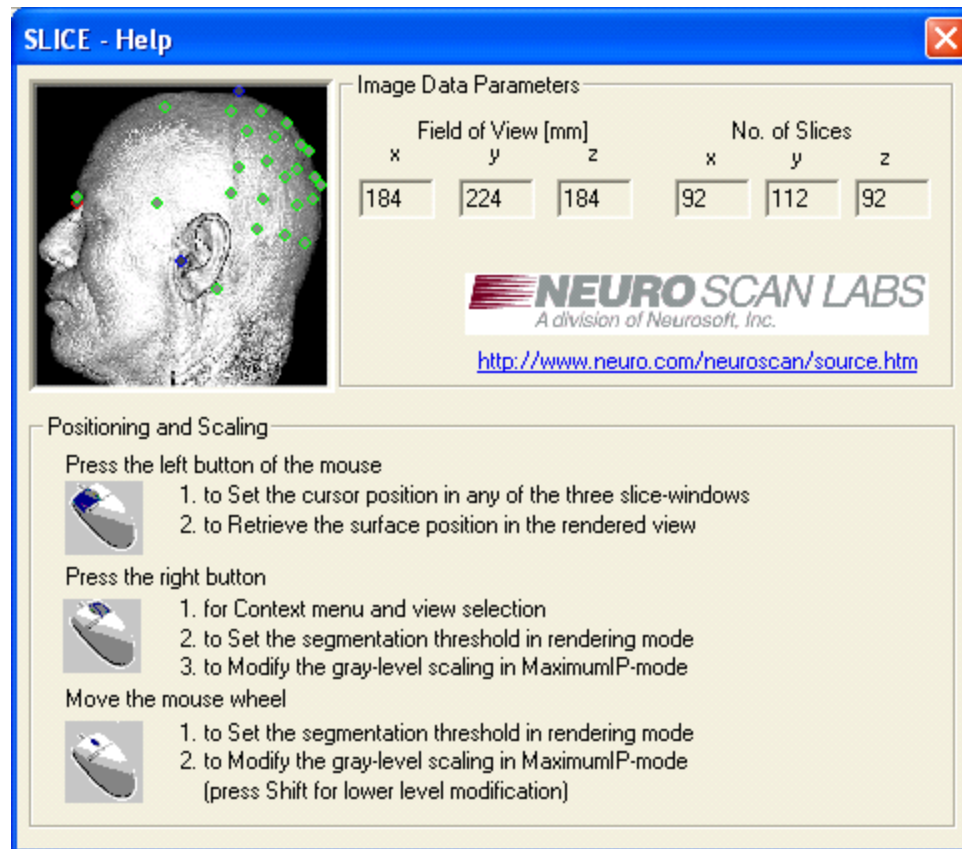 SLICE - Help
Image Data Parameters
Field of View [mm] No. of Slices
x y z x y z
184 224 184 92 112 92
NEURO SCAN LABS
A division of Neurosoft, Inc.
http://www.neuro.com/neuroscan/source.htm
Positioning and Scaling
Press the left button of the mouse
1. to Set the cursor position in any of the three slice-windows
2. to Retrieve the surface position in the rendered view
Press the right button
1. for Context menu and view selection
2. to Set the segmentation threshold in rendering mode
3. to Modify the gray-level scaling in MaximumIP-mode
Move the mouse wheel
1. to Set the segmentation threshold in rendering mode
2. to Modify the gray-level scaling in MaximumIP-mode
(press Shift for lower level modification)